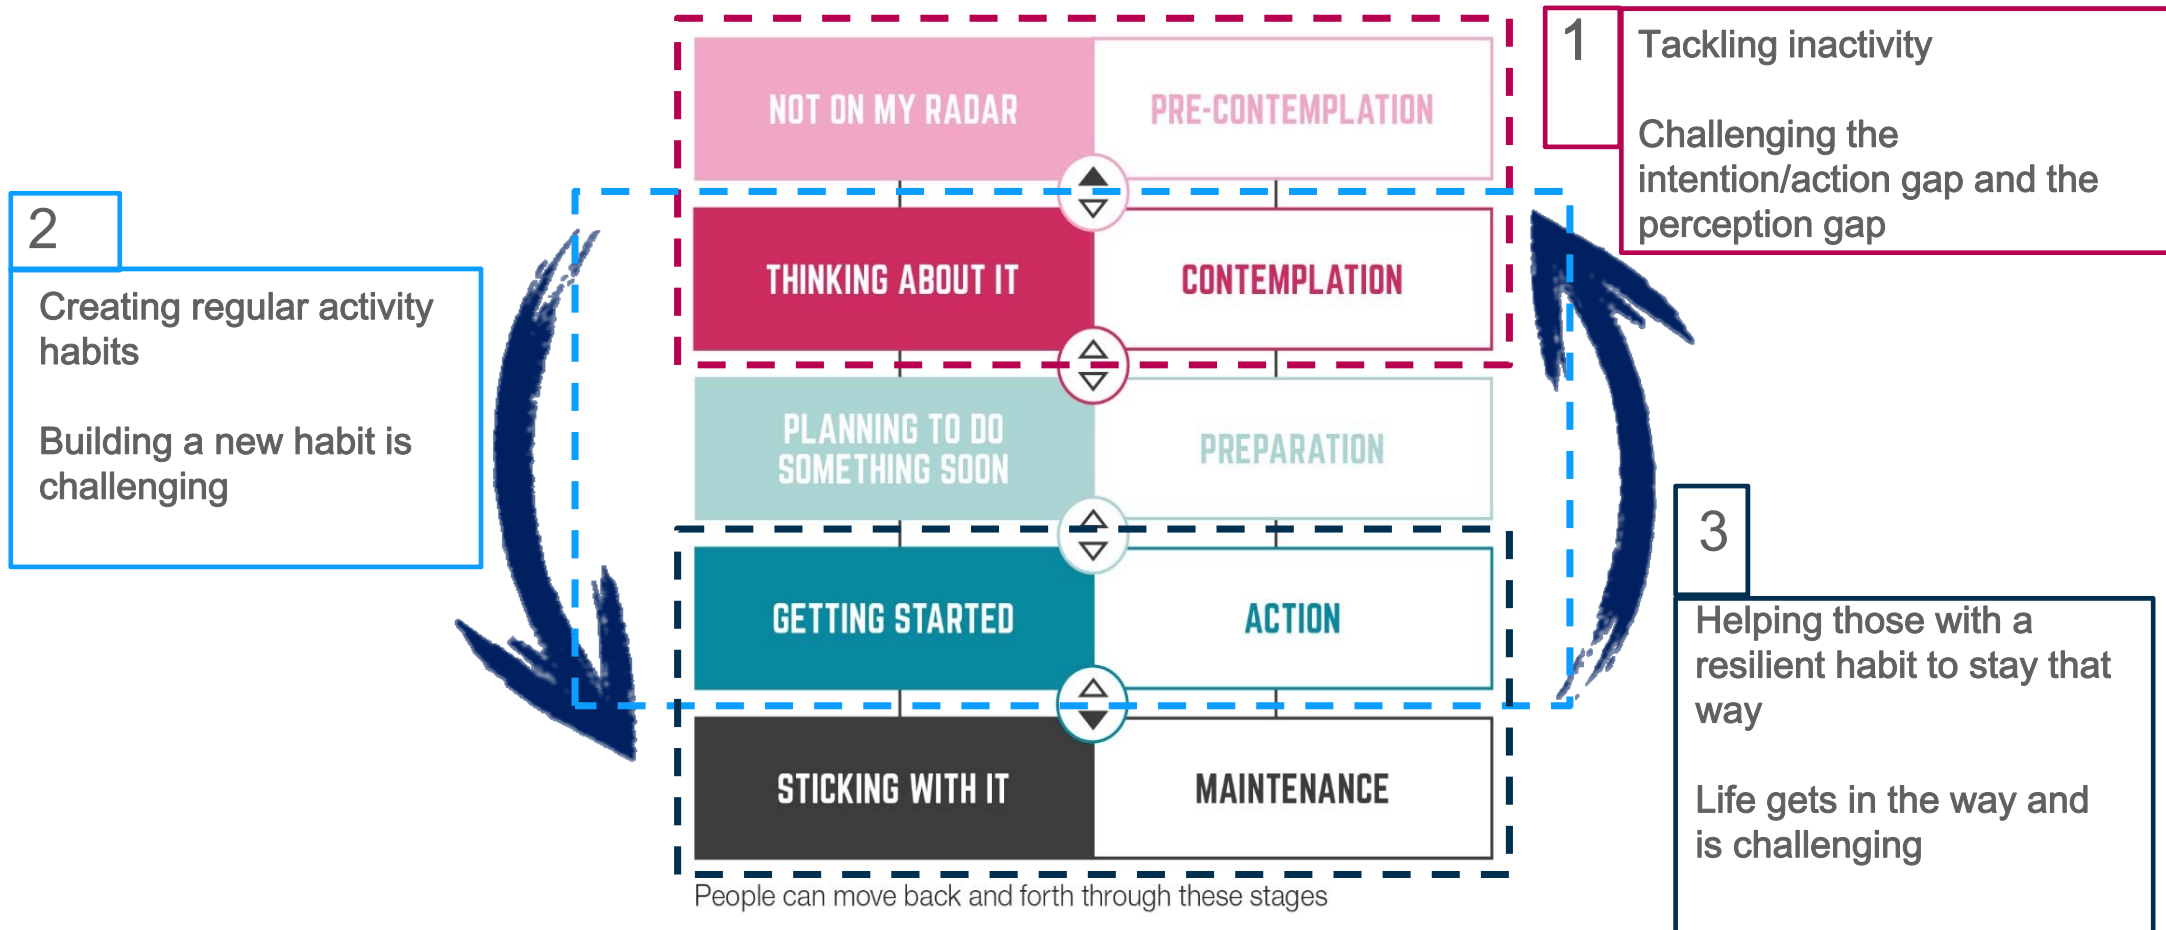 NOT ON MY RADAR
PRE-CONTEMPLATION
THINKING ABOUT IT
CONTEMPLATION
PLANNING TO DO
SOMETHING SOON
PREPARATION
GETTING STARTED
ACTION
STICKING WITH IT
MAINTENANCE
People can move back and forth through these stages
1
Tackling inactivity
Challenging the
intention/action gap and the
perception gap
2
Creating regular activity
habits
Building a new habit is
challenging
3
Helping those with a
resilient habit to stay that
way
Life gets in the way and
is challenging